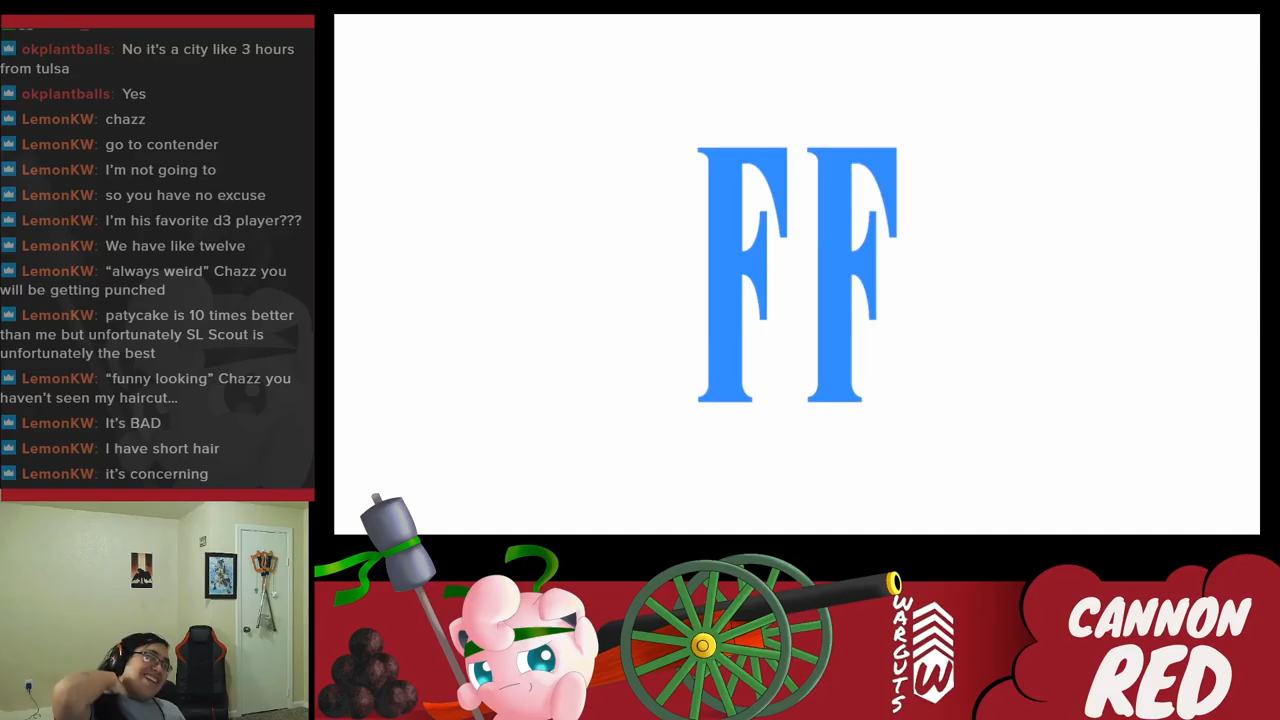 okplantballs: No it's a city like 3 hours
from tulsa
okplantballs: Yes
LemonKW: chazz
LemonKW: go to contender
LemonKW: I’m not going to
LemonKW: so you have no excuse
LemonKW: I’m his favorite d3 player???
LemonKW: We have like twelve
LemonKW: “always weird” Chazz you
will be getting punched
LemonKW: patycake is 10 times better
than me but unfortunately SL Scout is
unfortunately the best
LemonKW: “funny looking” Chazz you
haven’t seen my haircut...
LemonKW: It’s BAD
LemonKW: I have short hair
LemonKW: it’s concerning
FF
WARGUTS
W
CANNON
RED